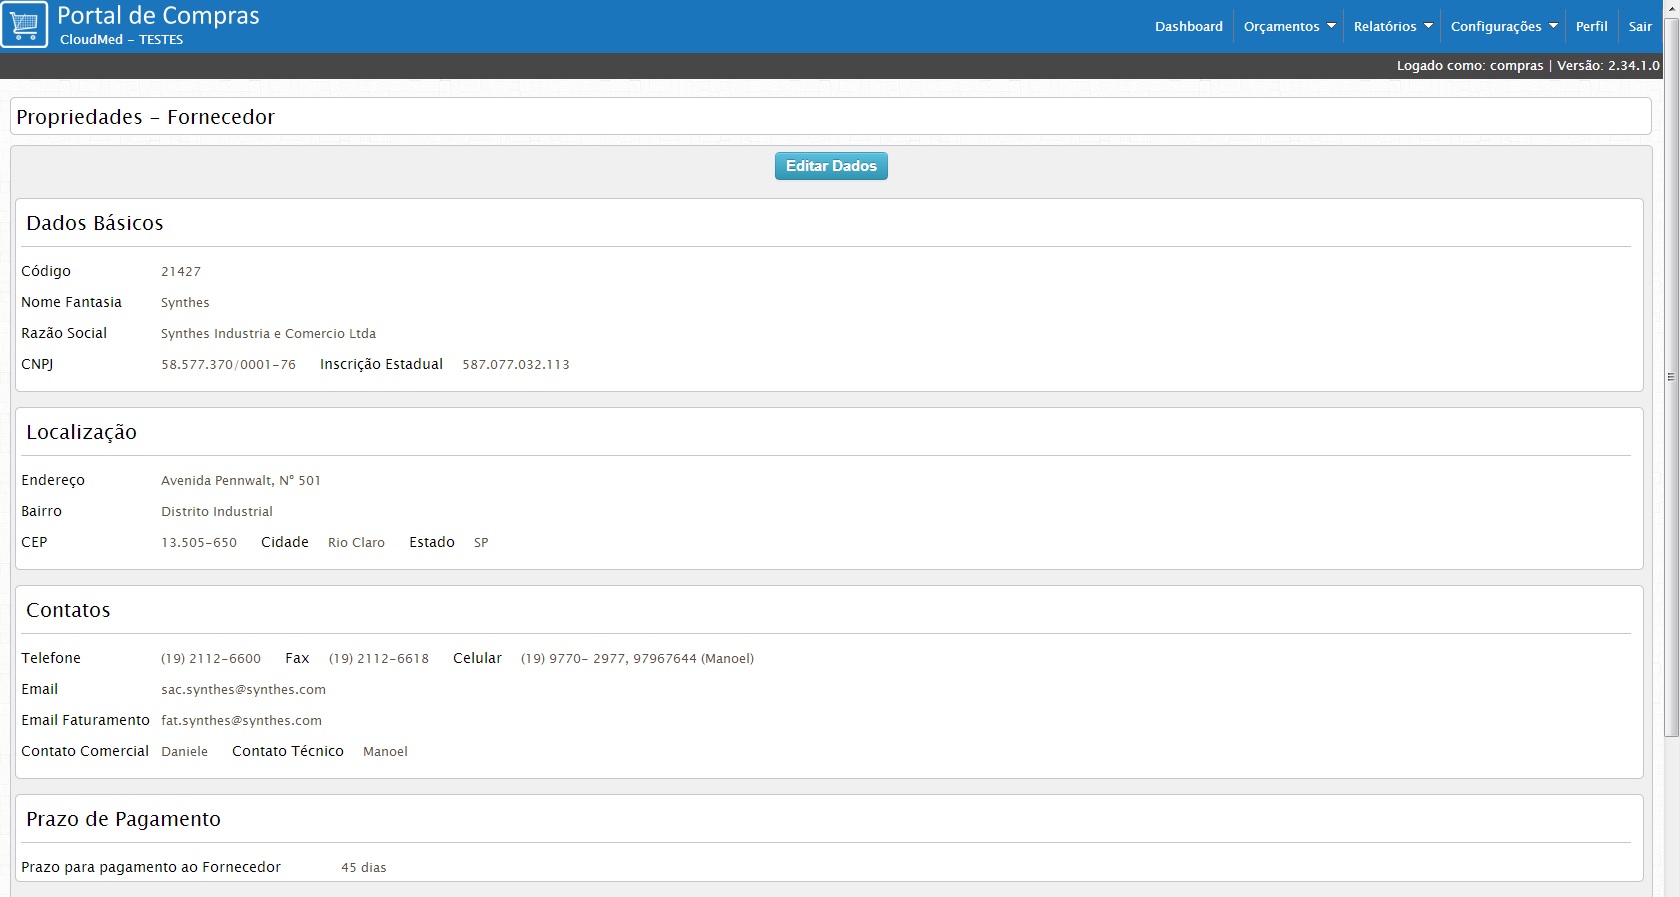 Portal de Compras
CloudMed - TESTES
Dashboard Orçamentos Relatórios Configurações Perfil Sair
Logado como: compras | Versão: 2.34.1.0
Propriedades - Fornecedor
Editar Dados
Dados Básicos
Código 21427
Nome Fantasia Synthes
Razão Social Synthes Industria e Comercio Ltda
CNPJ 58.577.370/0001-76 Inscrição Estadual 587.077.032.113
Localização
Endereço Avenida Pennwalt, N° 501
Bairro Distrito Industrial
CEP 13.505-650 Cidade Rio Claro Estado SP
Contatos
Telefone (19) 2112-6600 Fax (19) 2112-6618 Celular (19) 9770- 2977, 97967644 (Manoel)
Email sac.synthes@synthes.com
Email Faturamento fat.synthes@synthes.com
Contato Comercial Daniele Contato Técnico Manoel
Prazo de Pagamento
Prazo para pagamento ao Fornecedor 45 dias